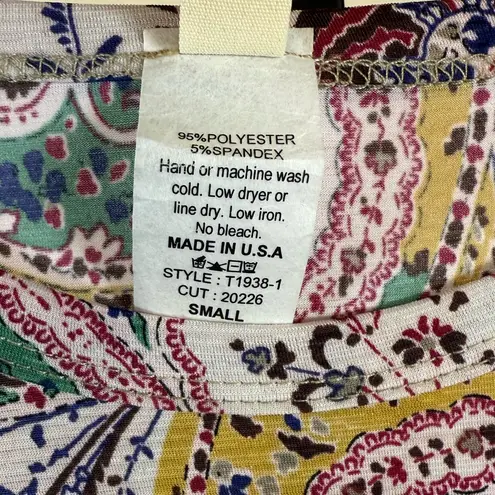 95%POLYESTER
5%SPANDEX
Hand or machine wash
cold. Low dryer or
line dry. Low iron.
No bleach.
MADE IN U.S.A
STYLE : T1938-1
CUT : 20226
SMALL